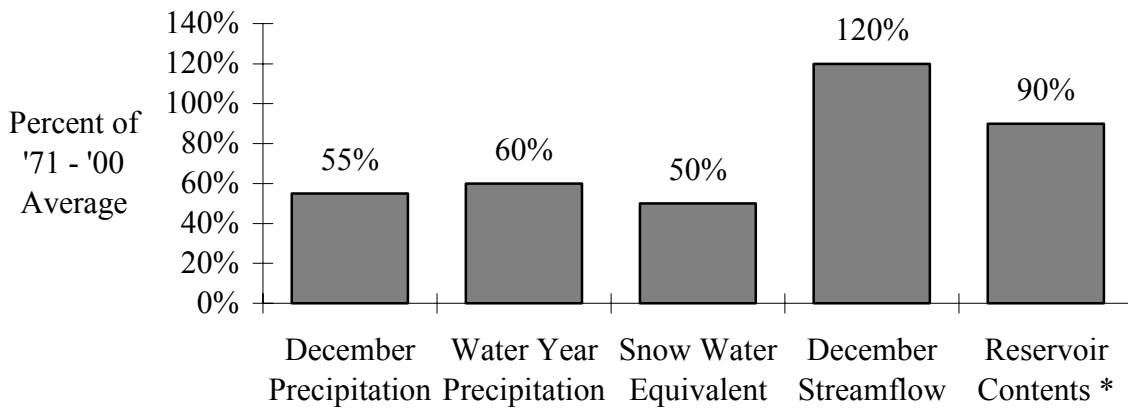 140%
120%
100%
80%
60%
40%
20%
0%
Percent of
'71 - '00
Average
55%
60%
50%
120%
90%
December
Precipitation
Water Year
Precipitation
Snow Water
Equivalent
December
Streamflow
Reservoir
Contents *